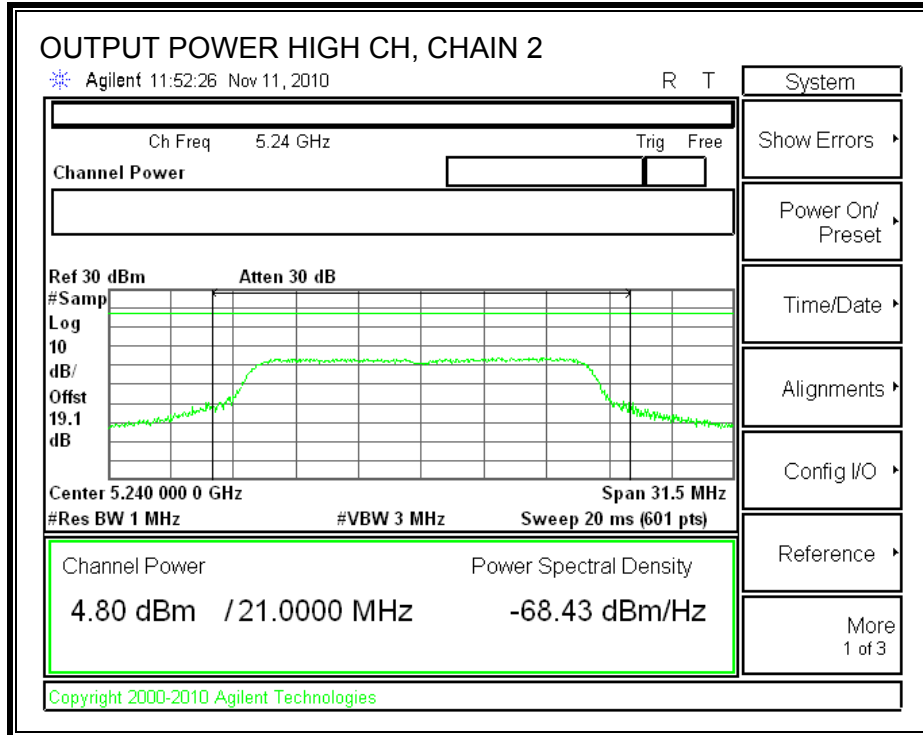 OUTPUT POWER HIGH CH, CHAIN 2
Agilent 11:52:26 Nov 11, 2010 R T
System
Ch Freq 5.24 GHz Trig Free
Show Errors
Channel Power
Power On/
Preset
Ref 30 dBm Atten 30 dB
#Samp
Log
10
dB/
Offst
19.1
dB
Time/Date
Alignments
Config I/O
Center 5.240 000 0 GHz Span 31.5 MHz
#Res BW 1 MHz #VBW 3 MHz Sweep 20 ms (601 pts)
Channel Power Power Spectral Density
Reference
4.80 dBm / 21.0000 MHz -68.43 dBm/Hz
More
1 of 3
Copyright 2000-2010 Agilent Technologies